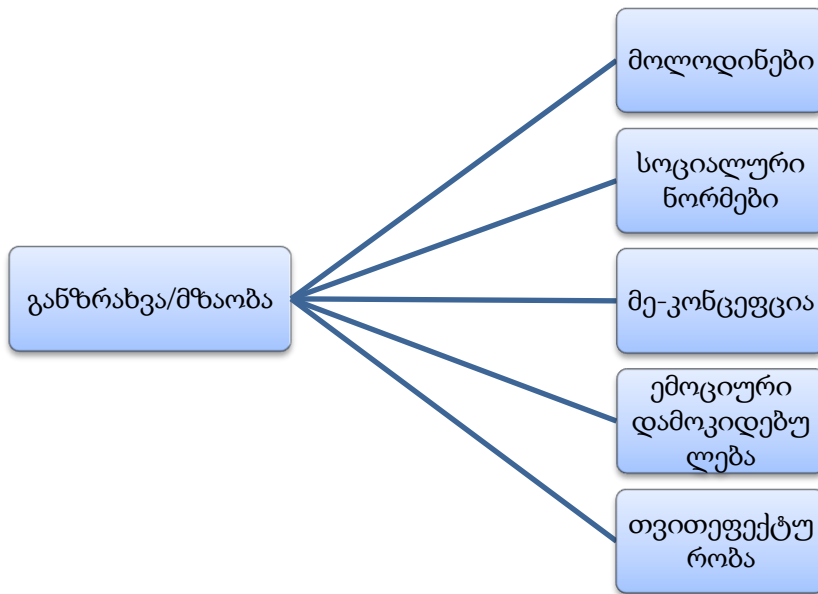 მოლოდინები
სოციალური
ნორმები
განზრახვა/მზაობა
მე-კონცეფცია
ემოციური
დამოკიდებუ
ლება
თვითეფექტუ
რობა